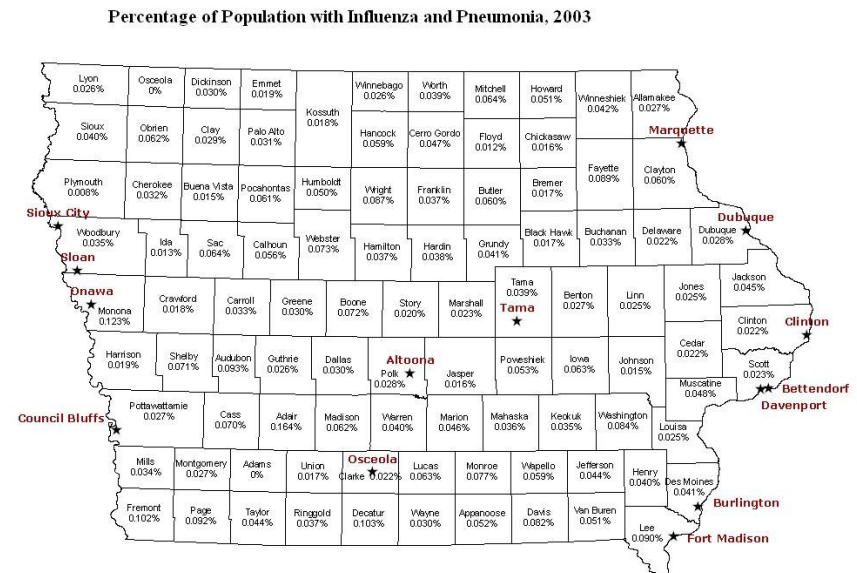 Percentage of Population with Influenza and Pneumonia, 2003
Lyon
0.026%
Osceola
0%
Dickinson
0.030%
Emmet
0.019%
Kossuth
0.018%
Winnebago
0.026%
Worth
0.039%
Mitchell
0.064%
Howard
0.051%
Winneshiek
0.042%
Allamakee
0.027%
Marquette
Sioux
0.040%
Obrien
0.062%
Clay
0.029%
Palo Alto
0.031%
Hancock
0.059%
Cerro Gordo
0.047%
Floyd
0.012%
Chickasaw
0.016%
Fayette
0.089%
Clayton
0.060%
Plymouth
0.008%
Cherokee
0.032%
Buena Vista
0.015%
Pocahontas
0.061%
Humboldt
0.050%
Wright
0.087%
Franklin
0.037%
Butler
0.060%
Bremer
0.017%
Sioux City
Woodbury
0.035%
Ida
0.013%
Sac
0.064%
Calhoun
0.056%
Webster
0.073%
Hamilton
0.037%
Hardin
0.038%
Grundy
0.041%
Black Hawk
0.017%
Buchanan
0.033%
Delaware
0.022%
Dubuque
Dubuque
0.028%
Sloan
Onawa
Monona
0.123%
Crawford
0.018%
Carroll
0.033%
Greene
0.030%
Boone
0.072%
Story
0.020%
Marshall
0.023%
Tama
0.039%
Tama
Benton
0.027%
Linn
0.025%
Jones
0.025%
Jackson
0.045%
Clinton
0.022%
Clinton
Cedar
0.022%
Harrison
0.019%
Shelby
0.071%
Audubon
0.093%
Guthrie
0.026%
Dallas
0.030%
Altoona
Polk
0.028%
Jasper
0.016%
Poweshiek
0.053%
Iowa
0.063%
Johnson
0.015%
Scott
0.023%
Muscatine
0.048%
Bettendorf
Davenport
Council Bluffs
Pottawattamie
0.027%
Cass
0.070%
Adair
0.164%
Madison
0.062%
Warren
0.040%
Marion
0.046%
Mahaska
0.036%
Keokuk
0.035%
Washington
0.084%
Louisa
0.025%
Mills
0.034%
Montgomery
0.027%
Adams
0%
Union
0.017%
Osceola
Clarke 0.022%
Lucas
0.063%
Monroe
0.077%
Wapello
0.059%
Jefferson
0.044%
Henry
0.040%
Des Moines
0.041%
Burlington
Fremont
0.102%
Page
0.092%
Taylor
0.044%
Ringgold
0.037%
Decatur
0.103%
Wayne
0.030%
Appanoose
0.052%
Davis
0.082%
Van Buren
0.051%
Lee
0.090%
Fort Madison